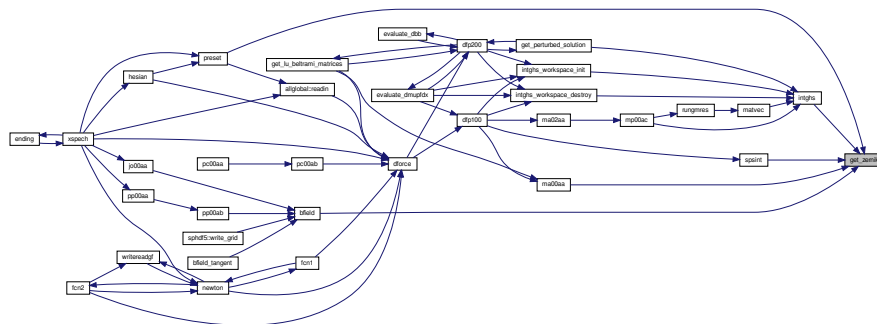 evaluate_dbb
dfp200
get_perturbed_solution
preset
get_lu_beltrami_matrices
intghs_workspace_init
hesian
allglobal::readin
evaluate_dmupfdx
intghs_workspace_destroy
intghs
rungmres
matvec
dfp100
ma02aa
mp00ac
ending
xspech
jo00aa
pc00aa
pc00ab
dforce
spsint
get_zernik
pp00aa
ma00aa
pp00ab
bfield
sphdf5::write_grid
writereadgf
bfield_tangent
fcn1
fcn2
newton